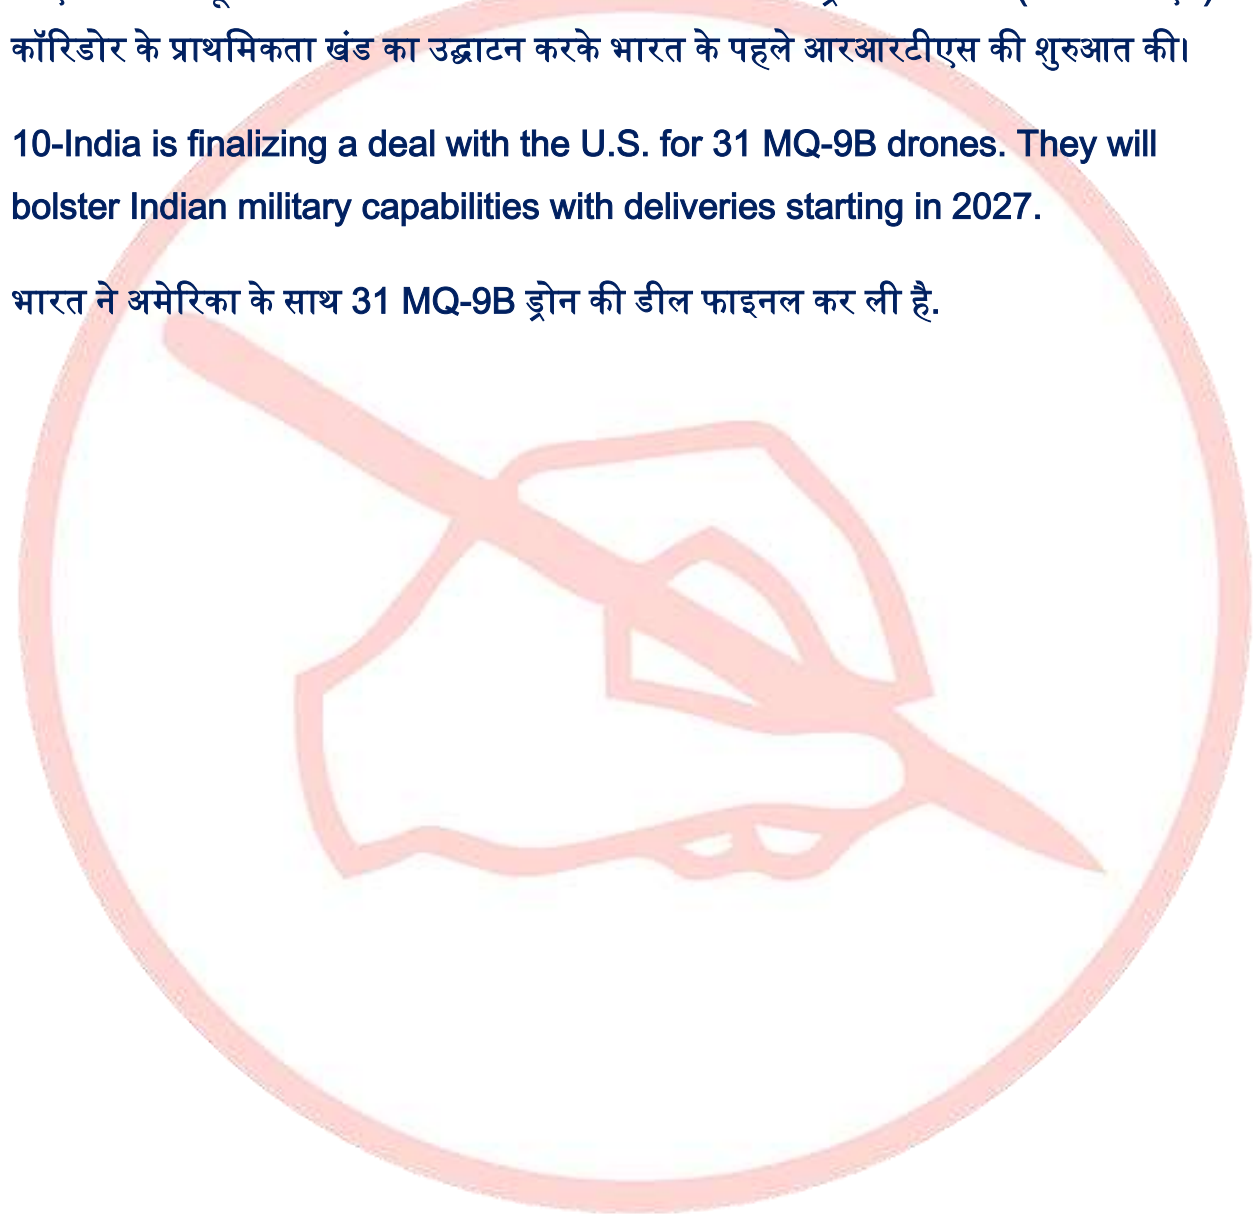 कॉरिडोर के प्राथमिकता खंड का उद्घाटन करके भारत के पहले आरआरटीएस की शुरुआत की।
10-India is finalizing a deal with the U.S. for 31 MQ-9B drones. They will
bolster Indian military capabilities with deliveries starting in 2027.
भारत ने अमेरिका के साथ 31 MQ-9B ड्रोन की डील फाइनल कर ली है.